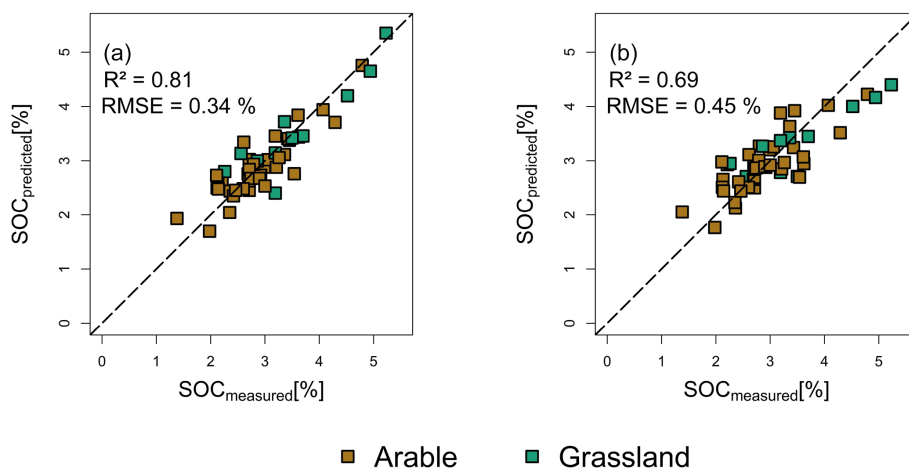 (a)
R² = 0.81
RMSE = 0.34 %
SOCpredicted[%]
5
4
3
2
1
0
0 1 2 3 4 5
SOCmeasured[%]
(b)
R² = 0.69
RMSE = 0.45 %
SOCpredicted[%]
5
4
3
2
1
0
0 1 2 3 4 5
SOCmeasured[%]
Arable Grassland